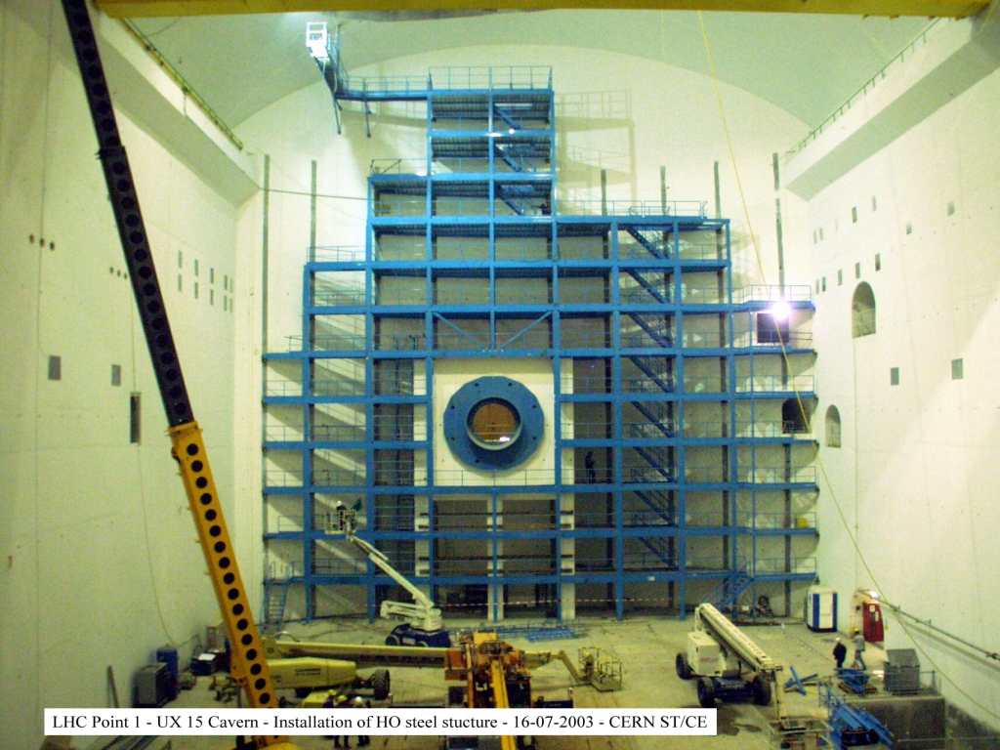 LHC Point 1 - UX 15 Cavern - Installation of HO steel stucture - 16-07-2003 - CERN ST/CE